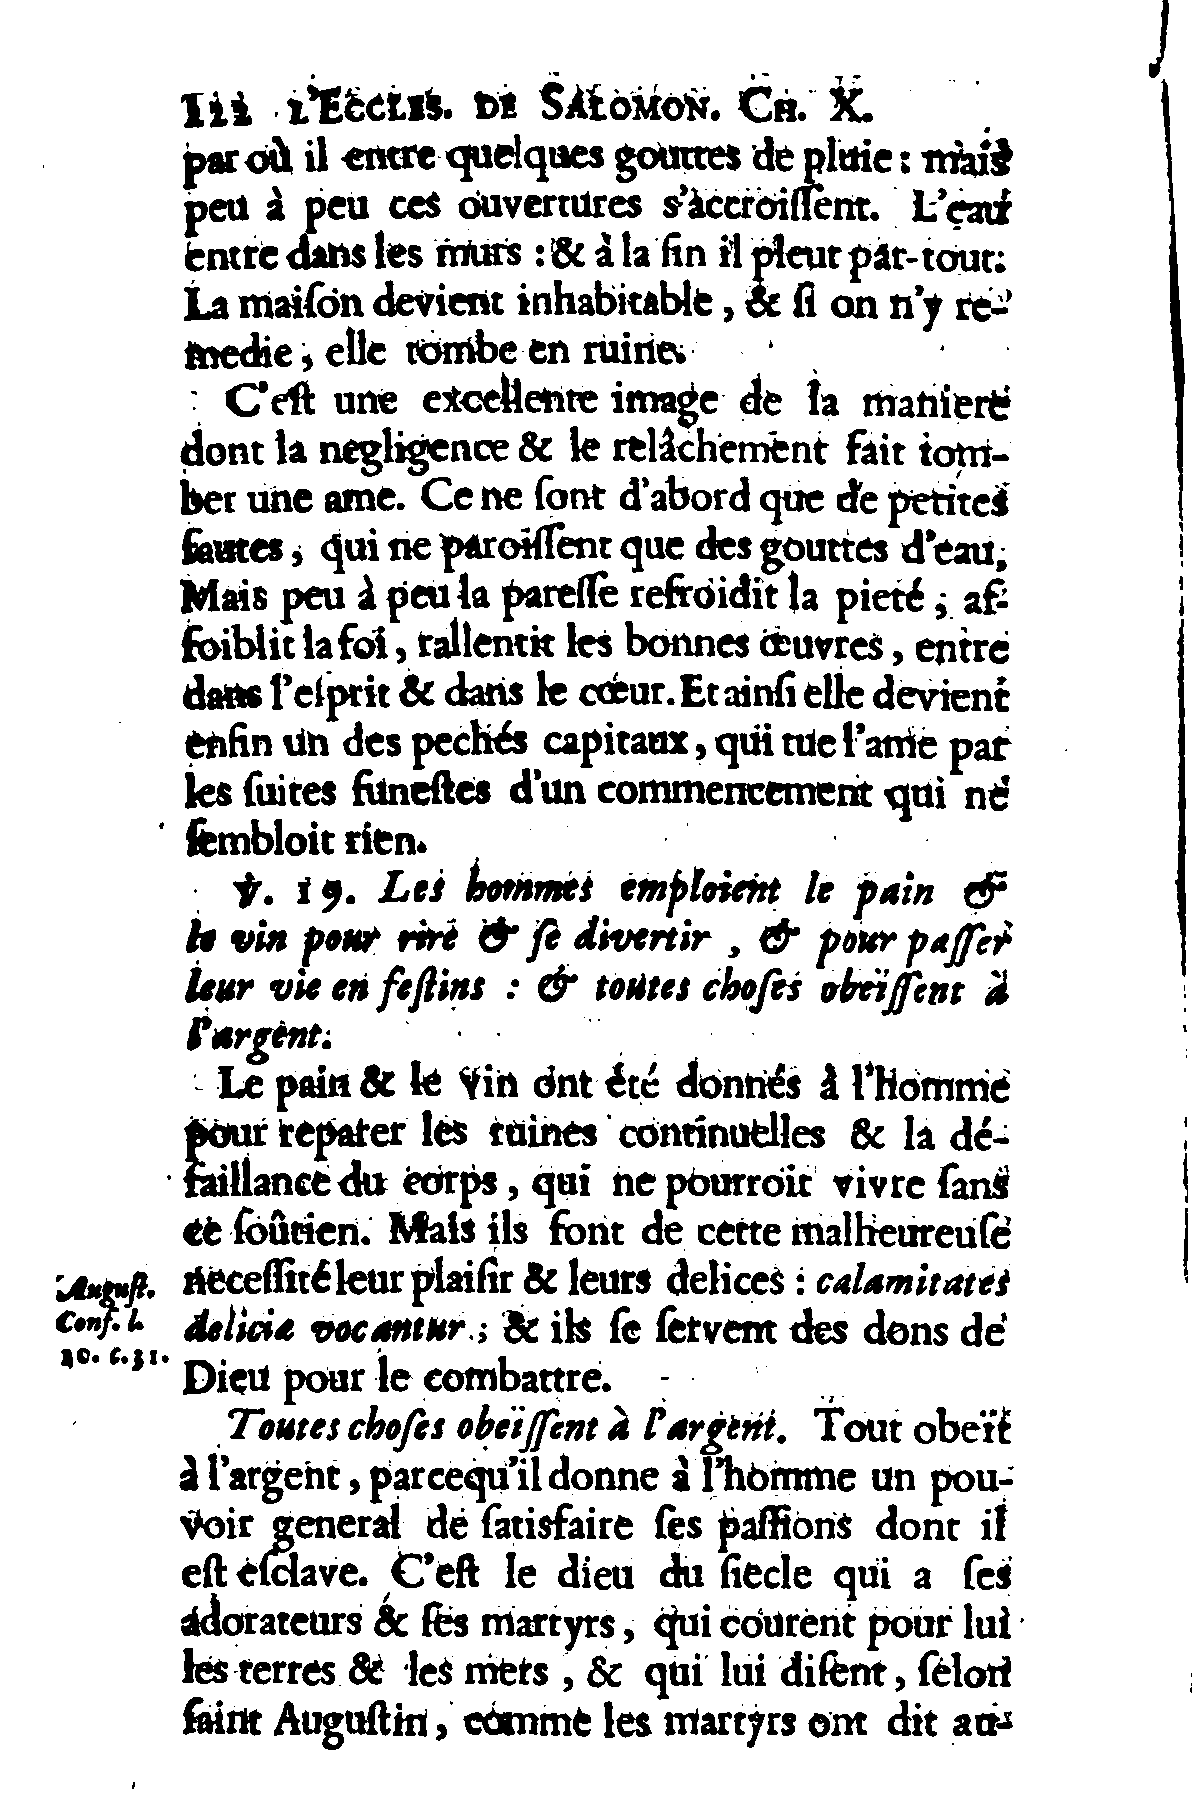 112 L'ECCLES. DE SALOMON. CH. X.
par où il entre quelques gouttes de pluie : mais
peu à peu ces ouvertures s'accroiſſent. L'eau
entre dans les murs : & à la fin il pleut par-tout.
La maiſon devient inhabitable, & ſi on n'y re-
medie, elle tombe en ruine.
C'eſt une excellente image de la maniere
dont la negligence & le relâchement fait tom-
ber une ame. Ce ne ſont d'abord que de petites
fautes, qui ne paroiſſent que des gouttes d'eau.
Mais peu à peu la pareſſe refroidit la pieté, af-
foiblit la foi, rallentit les bonnes œuvres, entre
dans l'eſprit & dans le cœur. Et ainſi elle devient
enfin un des pechés capitaux, qui tue l'ame par
les ſuites funeſtes d'un commencement qui ne
ſembloit rien.
℣. 19. Les hommes emploient le pain &
le vin pour rire & ſe divertir, & pour paſſer
leur vie en feſtins : & toutes choſes obeïſſent à
l'argent.
Le pain & le vin ont été donnés à l'homme
pour reparer les ruines continuelles & la dé-
faillance du corps, qui ne pourroit vivre ſans
ce ſoûtien. Mais ils font de cette malheureuſe
neceſſité leur plaiſir & leurs delices : calamitates
deliciæ vocantur ; & ils ſe ſervent des dons de
Dieu pour le combattre.
Auguſt.
Conf. l.
10. c. 31.
Toutes choſes obeïſſent à l'argent. Tout obeït
à l'argent, parcequ'il donne à l'homme un pou-
voir general de ſatisfaire ſes paſſions dont il
eſt eſclave. C'eſt le dieu du ſiecle qui a ſes
adorateurs & ſes martyrs, qui courent pour lui
les terres & les mers, & qui lui diſent, ſelon
ſaint Auguſtin, comme les martyrs ont dit au-